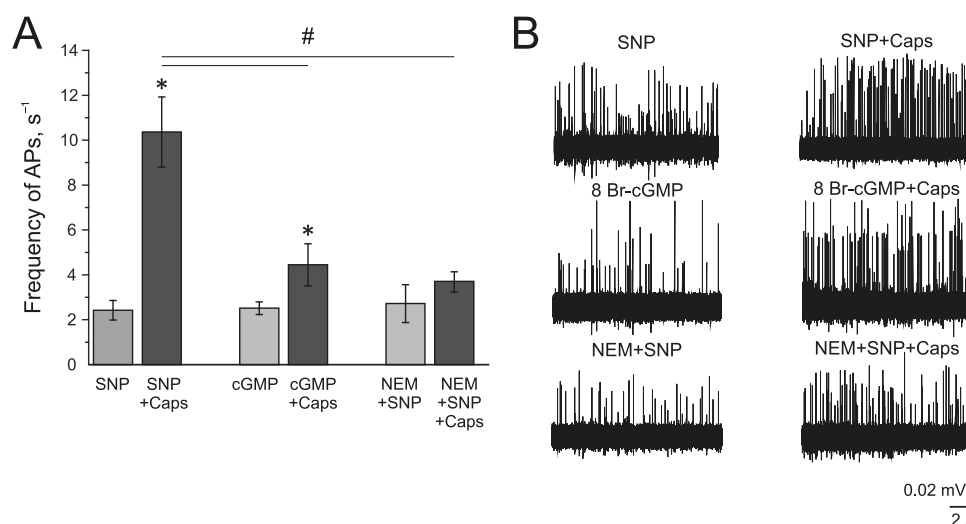 A
#
14
12
10
8
6
4
2
0
Frequency of APs, s⁻¹
*
*
SNP
SNP
+Caps
cGMP
cGMP
+Caps
NEM
+SNP
NEM
+SNP
+Caps
B
SNP
SNP+Caps
8 Br-cGMP
8 Br-cGMP+Caps
NEM+SNP
NEM+SNP+Caps
0.02 mV
2